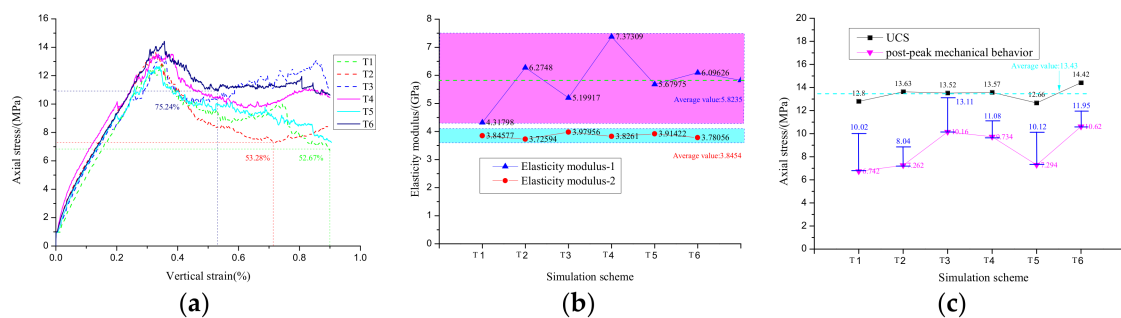 16
14
12
10
8
6
4
2
0
0.0
0.2
0.4
0.6
0.8
1.0
Axial stress/(MPa)
Vertical strain(%)
75.24%
53.28%
52.67%
T1
T2
T3
T4
T5
T6
(a)
8
7
6
5
4
3
2
1
0
Elasticity modulus/(GPa)
4.31798
6.2748
5.19917
7.37309
5.67975
6.09626
Average value:5.8235
3.84577
3.72594
3.97956
3.8261
3.91422
3.78056
Average value:3.8454
Elasticity modulus-1
Elasticity modulus-2
T1
T2
T3
T4
T5
T6
Simulation scheme
(b)
20
18
16
14
12
10
8
6
4
2
0
Axial stress/(MPa)
UCS
post-peak mechanical behavior
Average value:13.43
12.8
13.63
13.52
13.57
12.66
14.42
10.02
8.04
13.11
11.08
10.12
11.95
6.742
7.262
10.16
9.734
7.294
10.62
T1
T2
T3
T4
T5
T6
Simulation scheme
(c)